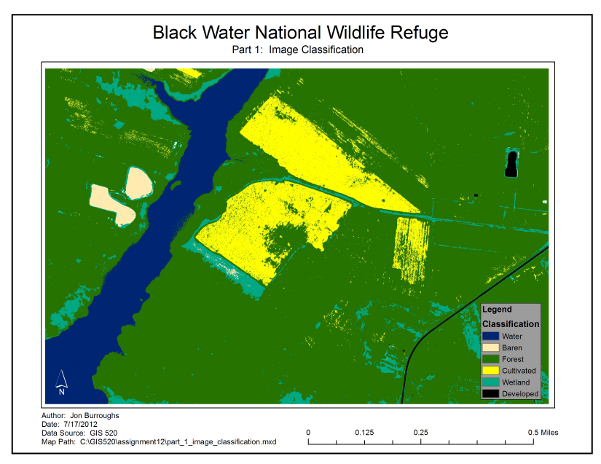 Black Water National Wildlife Refuge
Part 1: Image Classification
Legend
Classification
Water
Baren
Forest
Cultivated
Wetland
Developed
N
Author: Jon Burroughs
Date: 7/17/2012
Data Source: GIS 520
Map Path: C:\GIS520\assignment12\part_1_image_classification.mxd
0 0.125 0.25 0.5 Miles